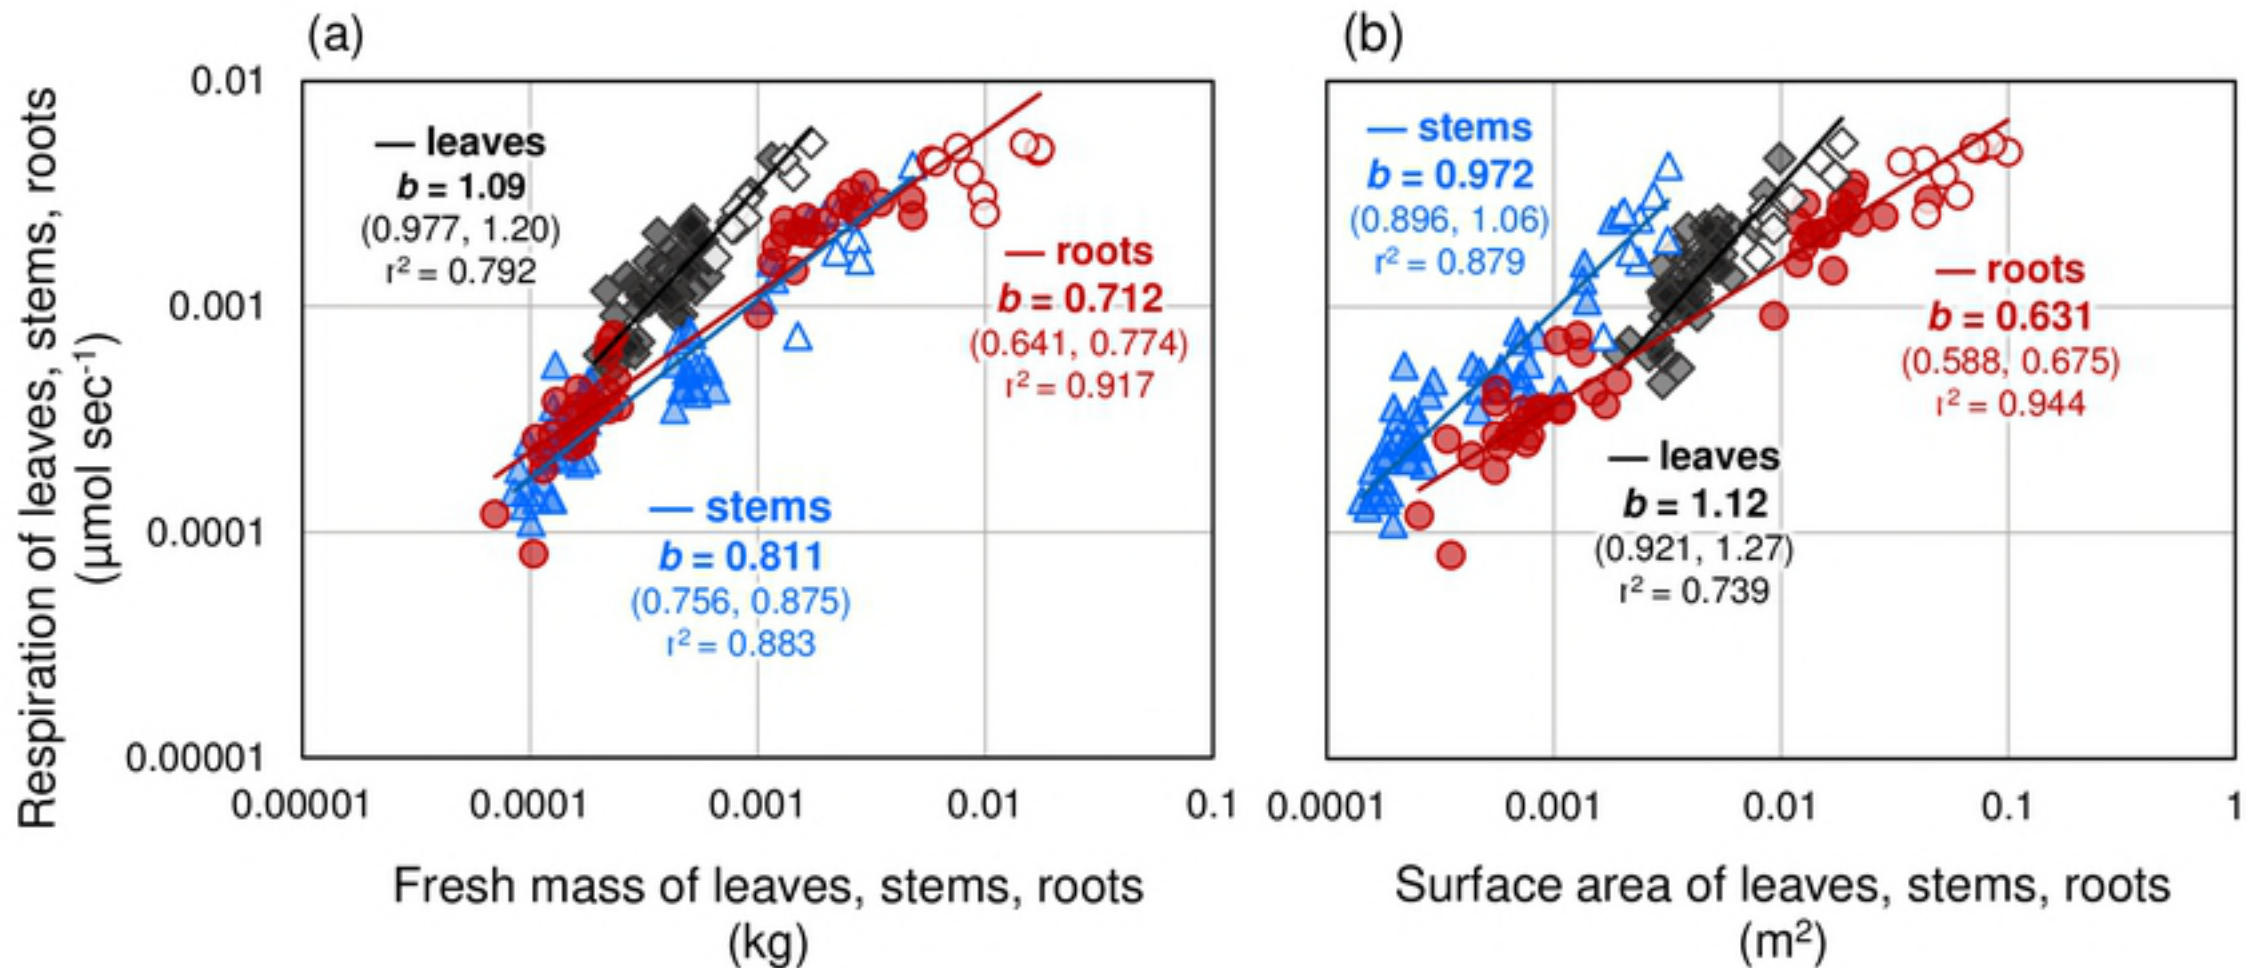 (a)
(b)
Respiration of leaves, stems, roots
(μmol sec-1)
0.01
0.001
0.0001
0.00001
— leaves
b = 1.09
(0.977, 1.20)
r² = 0.792
— roots
b = 0.712
(0.641, 0.774)
r² = 0.917
— stems
b = 0.811
(0.756, 0.875)
r² = 0.883
0.00001 0.0001 0.001 0.01 0.1
Fresh mass of leaves, stems, roots
(kg)
— stems
b = 0.972
(0.896, 1.06)
r² = 0.879
— roots
b = 0.631
(0.588, 0.675)
r² = 0.944
— leaves
b = 1.12
(0.921, 1.27)
r² = 0.739
0.0001 0.001 0.01 0.1 1
Surface area of leaves, stems, roots
(m²)